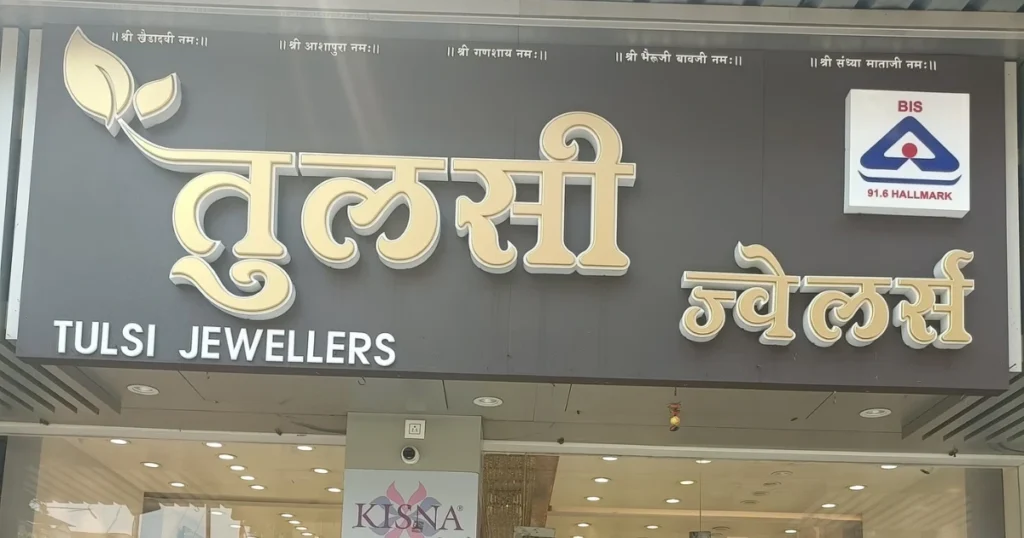 ॥ श्री खैडादयी नमः॥ ॥ श्री आशापुरा नमः॥ ॥ श्री गणशाय नमः॥ ॥ श्री भैरूजी बावजी नमः॥ ॥ श्री संध्या माताजी नमः॥
BIS
91.6 HALLMARK
तुलसी
ज्वेलर्स
TULSI JEWELLERS
KISNA®